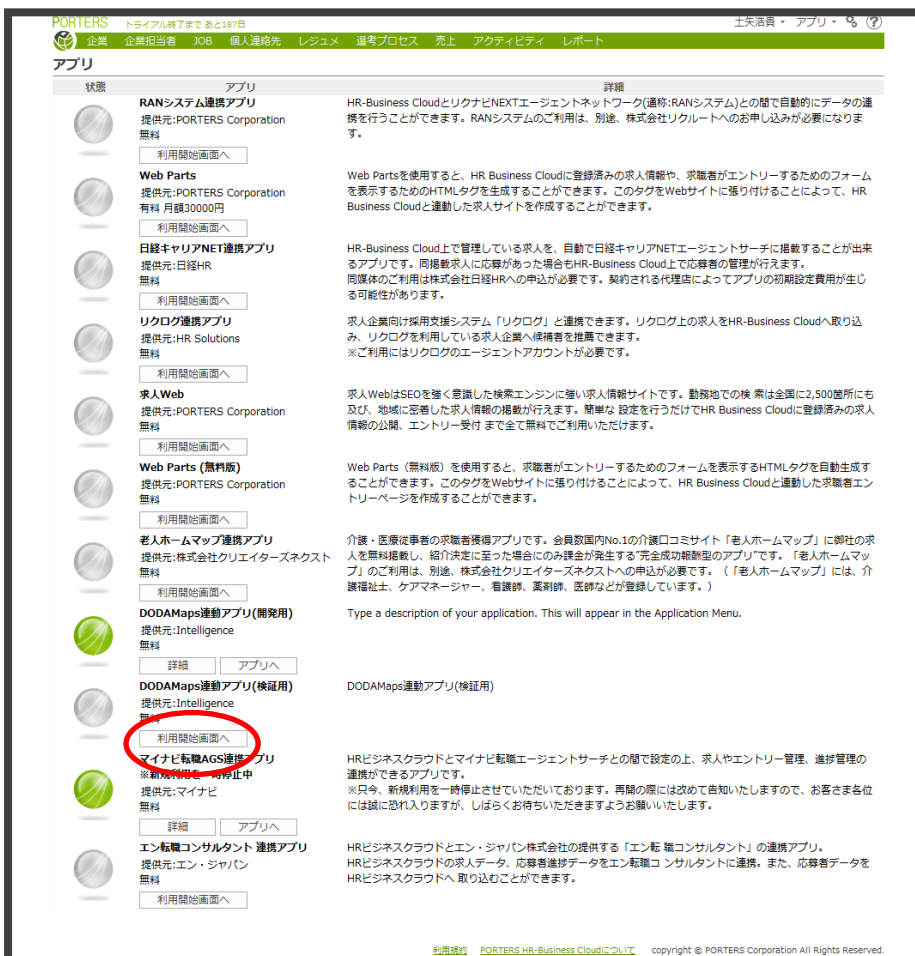 PORTERS トライアル終了まで あと187日 土矢浩貴 アプリ
企業 企業担当者 JOB 個人連絡先 レジュメ 選考プロセス 売上 アクティビティ レポート
アプリ
状態 アプリ 詳細
RANシステム連携アプリ
提供元:PORTERS Corporation
無料
利用開始画面へ
HR-Business CloudとリクナビNEXTエージェントネットワーク(通称:RANシステム)との間で自動的にデータの連
携を行うことができます。RANシステムのご利用は、別途、株式会社リクルートへのお申し込みが必要になりま
す。
Web Parts
提供元:PORTERS Corporation
有料 月額30000円
利用開始画面へ
Web Partsを使用すると、HR Business Cloudに登録済みの求人情報や、求職者がエントリーするためのフォーム
を表示するためのHTMLタグを生成することができます。このタグをWebサイトに張り付けることによって、HR
Business Cloudと連動した求人サイトを作成することができます。
日経キャリアNET連携アプリ
提供元:日経HR
無料
利用開始画面へ
HR-Business Cloud上で管理している求人を、自動で日経キャリアNETエージェントサーチに掲載することが出来
るアプリです。同掲載求人に応募があった場合もHR-Business Cloud上で応募者の管理が行えます。
同媒体のご利用は株式会社日経HRへの申込が必要です。契約される代理店によってアプリの初期設定費用が生じ
る可能性があります。
リクログ連携アプリ
提供元:HR Solutions
無料
利用開始画面へ
求人企業向け採用支援システム「リクログ」と連携できます。リクログ上の求人をHR-Business Cloudへ取り込
み、リクログを利用している求人企業へ候補者を推薦できます。
※ご利用にはリクログのエージェントアカウントが必要です。
求人Web
提供元:PORTERS Corporation
無料
利用開始画面へ
求人WebはSEOを強く意識した検索エンジンに強い求人情報サイトです。勤務地での検 索は全国に2,500箇所にも
及び、地域に密着した求人情報の掲載が行えます。簡単な 設定を行うだけでHR Business Cloudに登録済みの求人
情報の公開、エントリー受付 まで全て無料でご利用いただけます。
Web Parts (無料版)
提供元:PORTERS Corporation
無料
利用開始画面へ
Web Parts（無料版）を使用すると、求職者がエントリーするためのフォームを表示するHTMLタグを自動生成す
ることができます。このタグをWebサイトに張り付けることによって、HR Business Cloudと連動した求職者エン
トリーページを作成することができます。
老人ホームマップ連携アプリ
提供元:株式会社クリエイターズネクスト
無料
利用開始画面へ
介護・医療従事者の求職者獲得アプリです。会員数国内No.1の介護口コミサイト「老人ホームマップ」に御社の求
人を無料掲載し、紹介決定に至った場合にのみ課金が発生する"完全成功報酬型のアプリ"です。「老人ホームマッ
プ」のご利用は、別途、株式会社クリエイターズネクストへの申込が必要です。（「老人ホームマップ」には、介
護福祉士、ケアマネージャー、看護師、薬剤師、医師などが登録しています。）
DODAMaps連動アプリ(開発用)
提供元:Intelligence
無料
詳細 アプリへ
Type a description of your application. This will appear in the Application Menu.
DODAMaps連動アプリ(検証用)
提供元:Intelligence
無料
利用開始画面へ
DODAMaps連動アプリ(検証用)
マイナビ転職AGS連携アプリ
※新規利用を一時停止中
提供元:マイナビ
無料
詳細 アプリへ
HRビジネスクラウドとマイナビ転職エージェントサーチとの間で設定の上、求人やエントリー管理、進捗管理の
連携ができるアプリです。
※只今、新規利用を一時停止させていただいております。再開の際には改めて告知いたしますので、お客さま各位
には誠に恐れ入りますが、しばらくお待ちいただきますようお願いいたします。
エン転職コンサルタント 連携アプリ
提供元:エン・ジャパン
無料
利用開始画面へ
HRビジネスクラウドとエン・ジャパン株式会社の提供する「エン転 職コンサルタント」の連携アプリ。
HRビジネスクラウドの求人データ、応募者進捗データをエン転職コ ンサルタントに連携。また、応募者データを
HRビジネスクラウドへ 取り込むことができます。
利用規約 PORTERS HR-Business Cloudについて copyright © PORTERS Corporation All Rights Reserved.